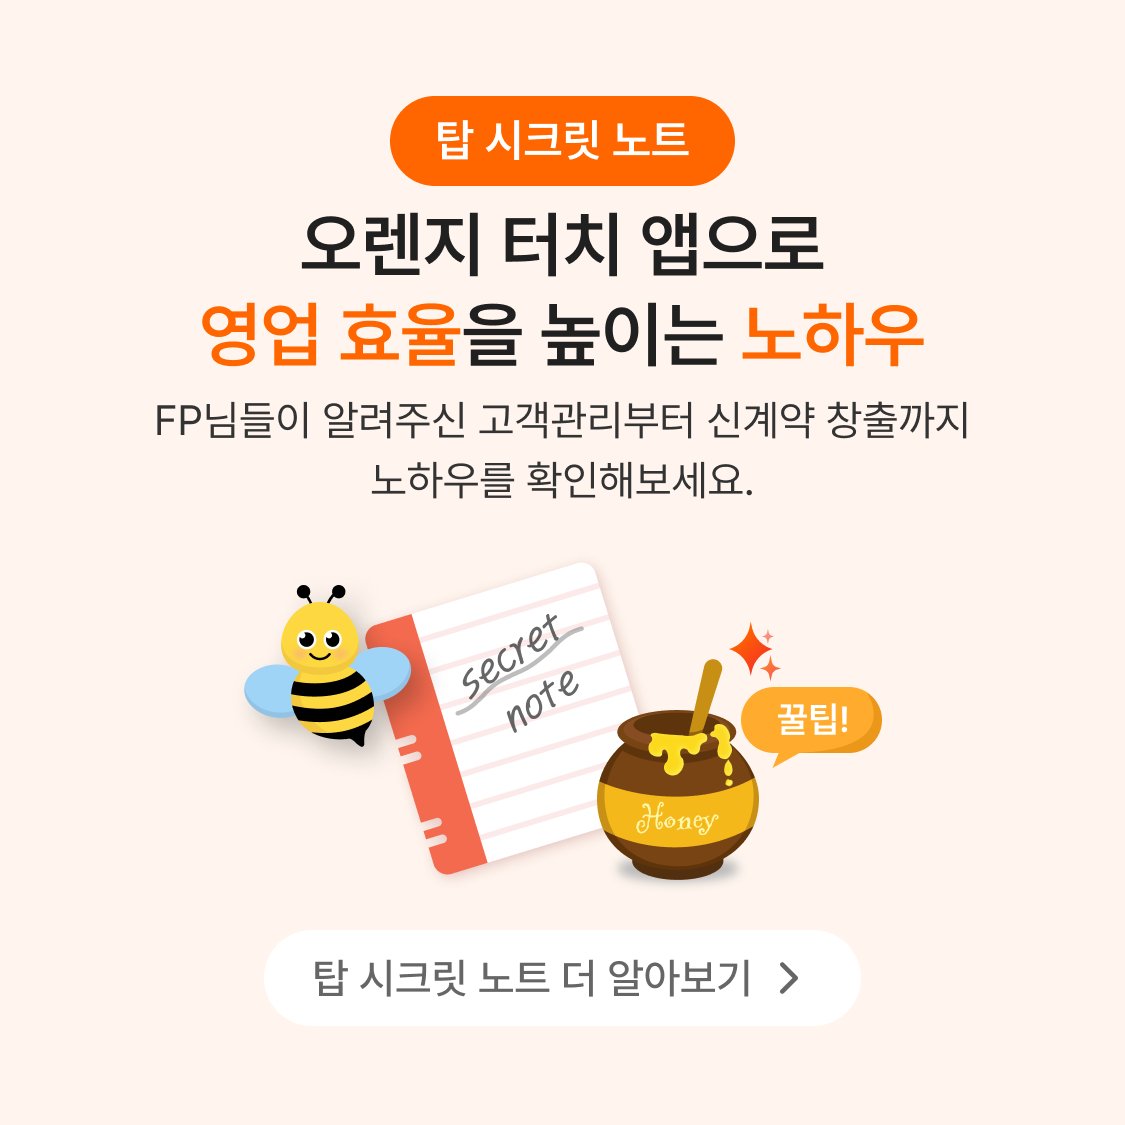 탑 시크릿 노트
오렌지 터치 앱으로
영업 효율을 높이는 노하우
FP님들이 알려주신 고객관리부터 신계약 창출까지
노하우를 확인해보세요.
secret
note
꿀팁!
Honey
탑 시크릿 노트 더 알아보기